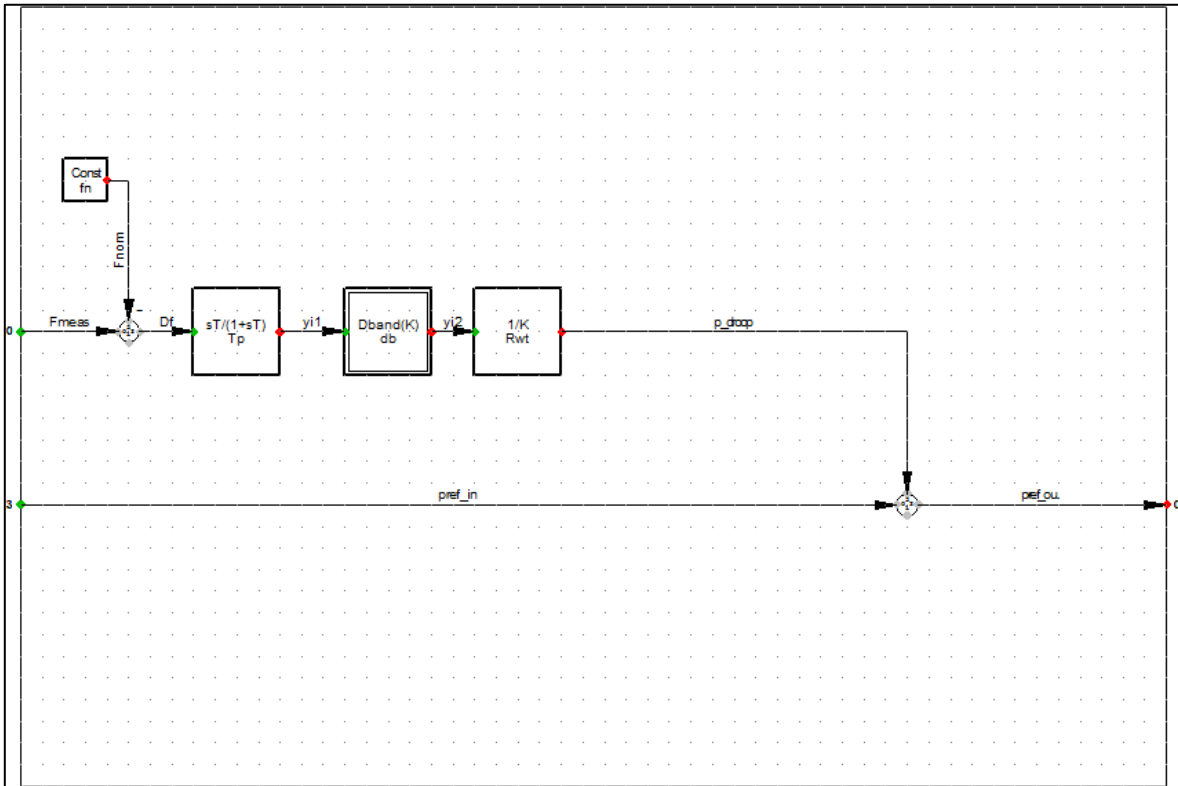 Const
fn
Fnom
-
0
Fmeas
Df
sT/(1+sT)
Tp
yi1
Dband(K)
db
yi2
1/K
Rwt
p_droop
3
pref_in
pref_ou.